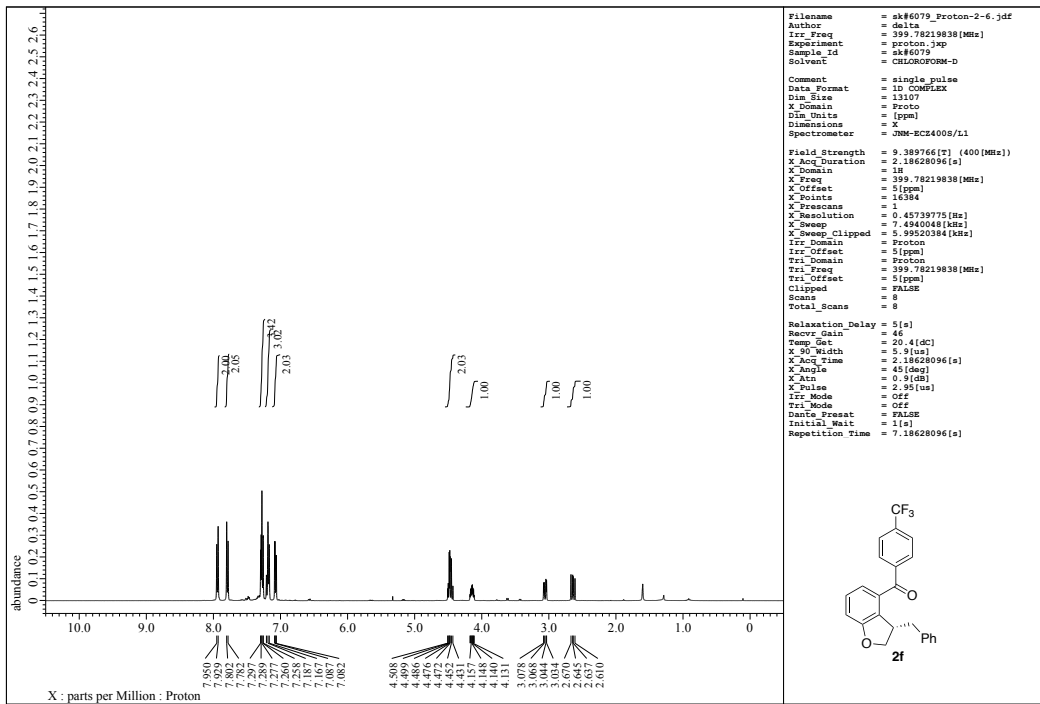 2.6
2.5
2.4
2.3
2.2
2.1
2.0
1.9
1.8
1.7
1.6
1.5
1.4
1.3
1.2
1.1
1.0
0.9
0.8
0.7
0.6
0.5
0.4
0.3
0.2
0.1
0
abundance
2.00
2.05
3.02
2.03
2.03
1.00
1.00
1.00
10.0 9.0 8.0 7.0 6.0 5.0 4.0 3.0 2.0 1.0 0
7.950
7.929
7.802
7.782
7.297
7.289
7.277
7.260
7.258
7.187
7.167
7.087
7.082
4.508
4.499
4.486
4.476
4.472
4.452
4.431
4.157
4.148
4.140
4.131
3.078
3.068
3.044
3.034
2.670
2.645
2.637
2.610
X : parts per Million : Proton
Filename = sk#6079_Proton-2-6.jdf
Author = delta
Irr_Freq = 399.78219838[MHz]
Experiment = proton.jxp
Sample_Id = sk#6079
Solvent = CHLOROFORM-D
Comment = single_pulse
Data_Format = 1D COMPLEX
Dim_Size = 13107
X_Domain = Proto
Dim_Units = [ppm]
Dimensions = X
Spectrometer = JNM-ECZ400S/L1
Field_Strength = 9.389766[T] (400[MHz])
X_Acq_Duration = 2.18628096[s]
X_Domain = 1H
X_Freq = 399.78219838[MHz]
X_Offset = 5[ppm]
X_Points = 16384
X_Prescans = 1
X_Resolution = 0.45739775[Hz]
X_Sweep = 7.4940048[kHz]
X_Sweep_Clipped = 5.99520384[kHz]
Irr_Domain = Proton
Irr_Offset = 5[ppm]
Tri_Domain = Proton
Tri_Freq = 399.78219838[MHz]
Tri_Offset = 5[ppm]
Clipped = FALSE
Scans = 8
Total_Scans = 8
Relaxation_Delay = 5[s]
Recvr_Gain = 46
Temp_Get = 20.4[dC]
X_90_Width = 5.9[us]
X_Acq_Time = 2.18628096[s]
X_Angle = 45[deg]
X_Atn = 0.9[dB]
X_Pulse = 2.95[us]
Irr_Mode = Off
Tri_Mode = Off
Dante_Presat = FALSE
Initial_Wait = 1[s]
Repetition_Time = 7.18628096[s]
CF3
O
O
Ph
2f